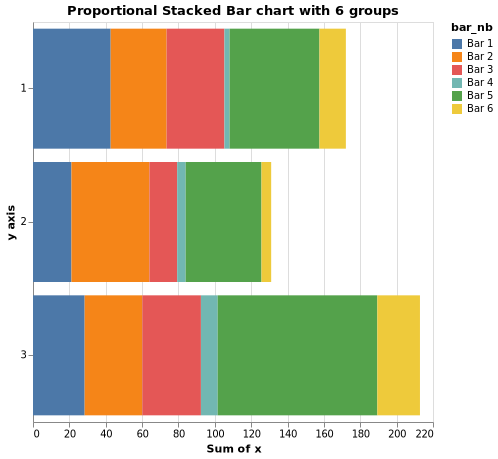 Proportional Stacked Bar chart with 6 groups
bar_nb
Bar 1
Bar 2
Bar 3
Bar 4
Bar 5
Bar 6
y axis
1
2
3
0 20 40 60 80 100 120 140 160 180 200 220
Sum of x